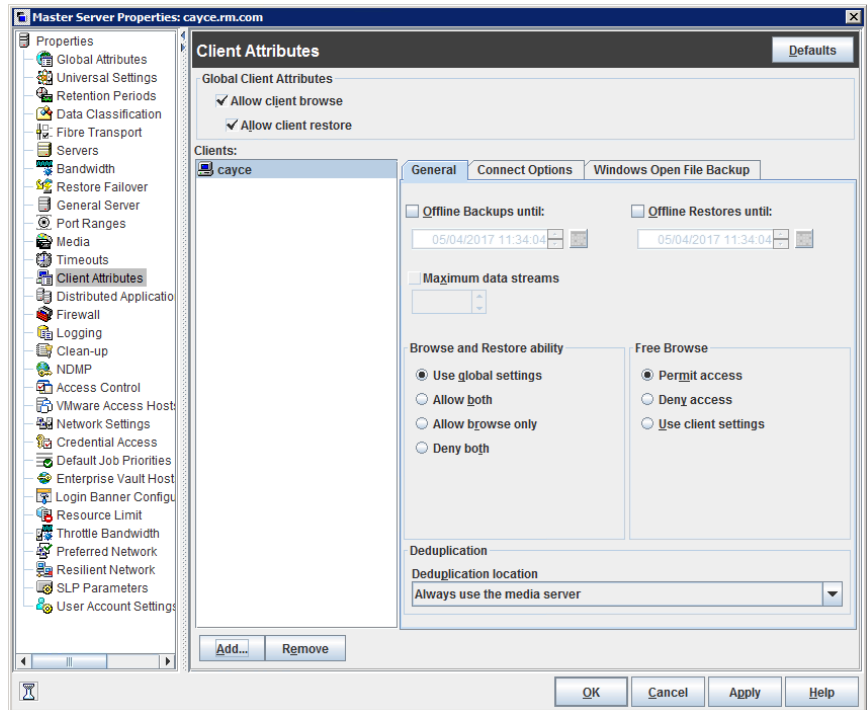 Master Server Properties: cayce.rm.com
Properties
Global Attributes
Universal Settings
Retention Periods
Data Classification
Fibre Transport
Servers
Bandwidth
Restore Failover
General Server
Port Ranges
Media
Timeouts
Client Attributes
Distributed Applicatio
Firewall
Logging
Clean-up
NDMP
Access Control
VMware Access Hosts
Network Settings
Credential Access
Default Job Priorities
Enterprise Vault Host
Login Banner Configu
Resource Limit
Throttle Bandwidth
Preferred Network
Resilient Network
SLP Parameters
User Account Settings
Client Attributes
Defaults
Global Client Attributes
Allow client browse
Allow client restore
Clients:
cayce
General Connect Options Windows Open File Backup
Offline Backups until: Offline Restores until:
05/04/2017 11:34:04 05/04/2017 11:34:04
Maximum data streams
Browse and Restore ability
Use global settings
Allow both
Allow browse only
Deny both
Free Browse
Permit access
Deny access
Use client settings
Deduplication
Deduplication location
Always use the media server
Add... Remove
OK Cancel Apply Help